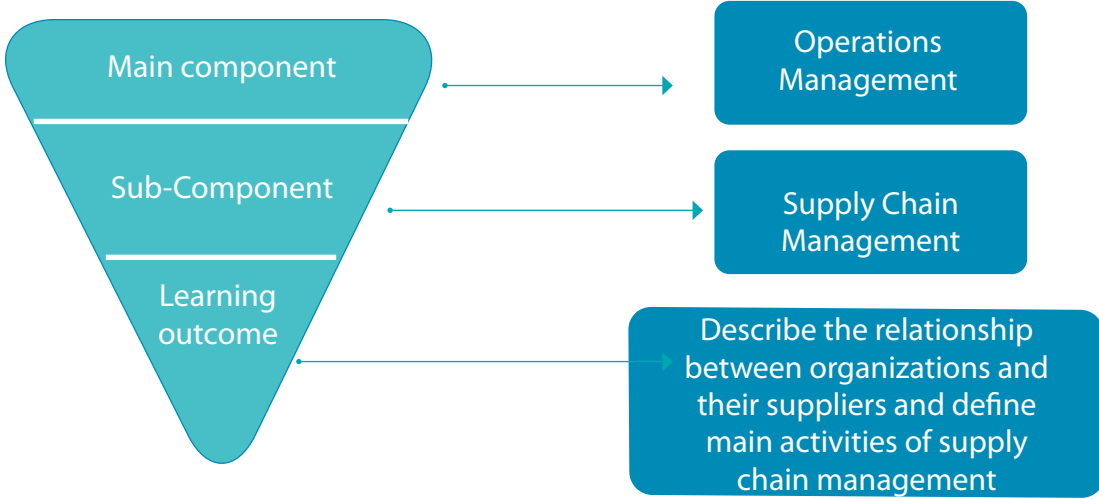 Main component
Operations
Management
Sub-Component
Supply Chain
Management
Learning
outcome
Describe the relationship
between organizations and
their suppliers and define
main activities of supply
chain management